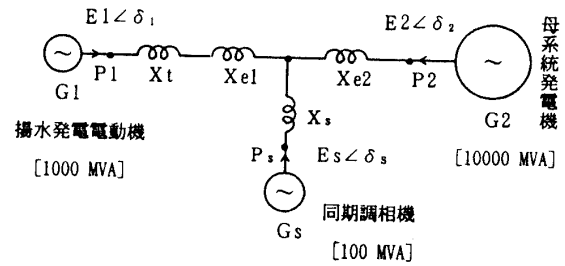 E1∠δ1
E2∠δ2
P1
Xt
Xe1
Xe2
P2
G1
G2
母系統発電機
揚水発電電動機
[1000 MVA]
[10000 MVA]
Xs
Ps
Es∠δs
Gs
同期調相機
[100 MVA]